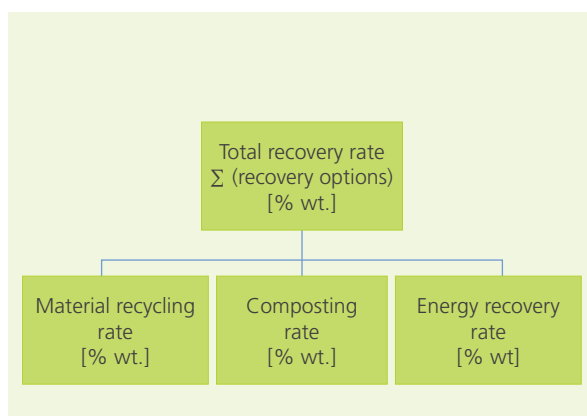 Total recovery rate
∑ (recovery options)
[% wt.]
Material recycling
rate
[% wt.]
Composting
rate
[% wt.]
Energy recovery
rate
[% wt]